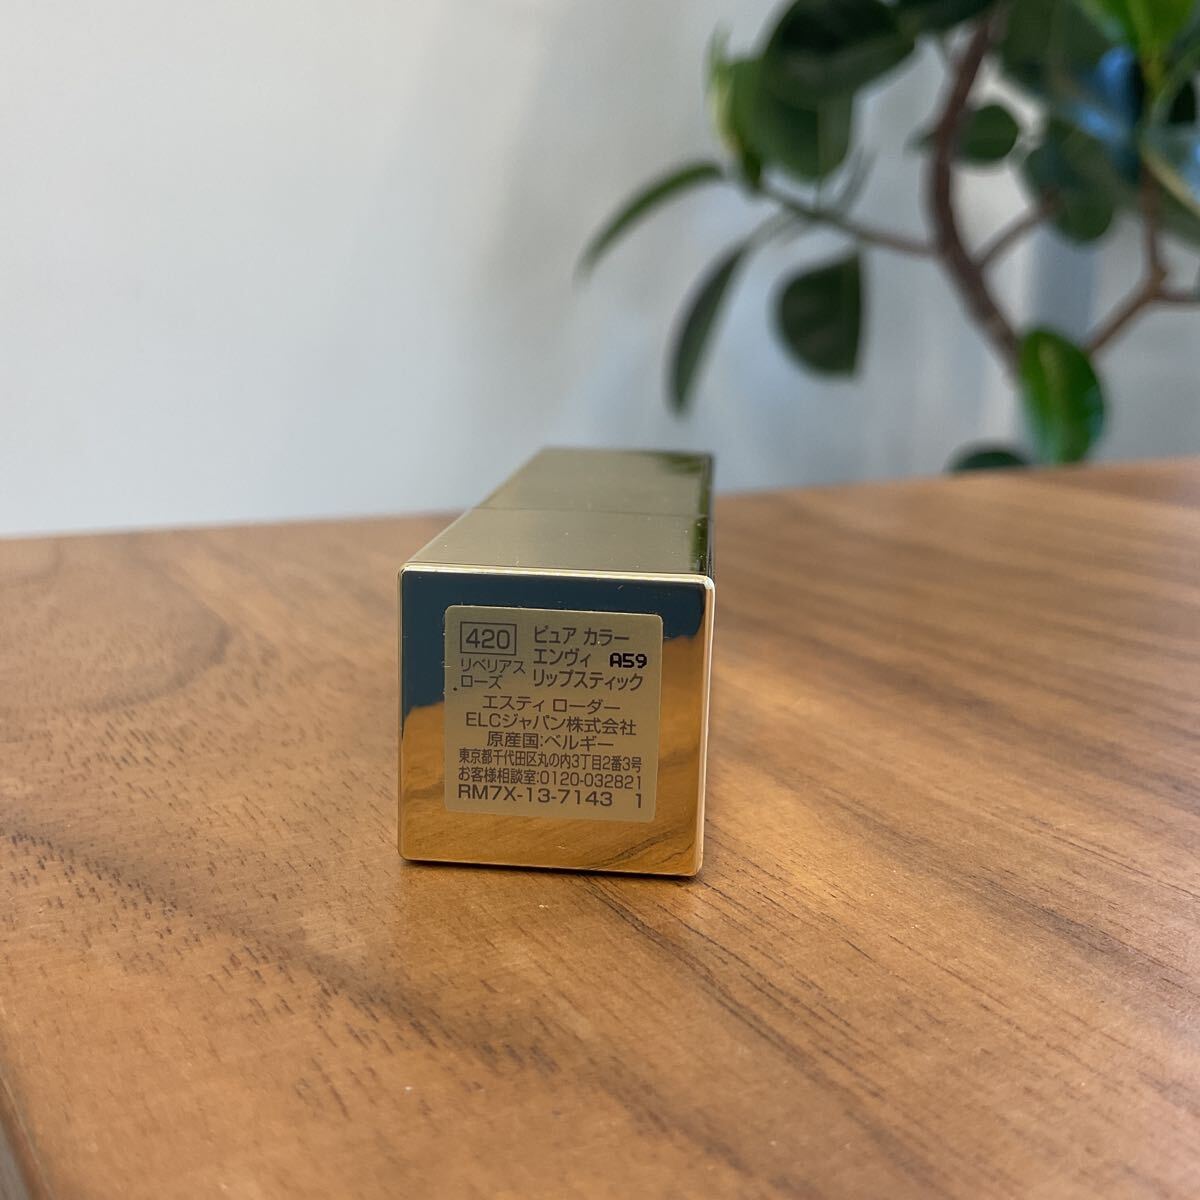 420 ピュア カラー
リベリアス エンヴィ A59
ローズ リップスティック
エスティ ローダー
ELCジャパン株式会社
原産国:ベルギー
東京都千代田区丸の内3丁目2番3号
お客様相談室:0120-032821
RM7X-13-7143 1